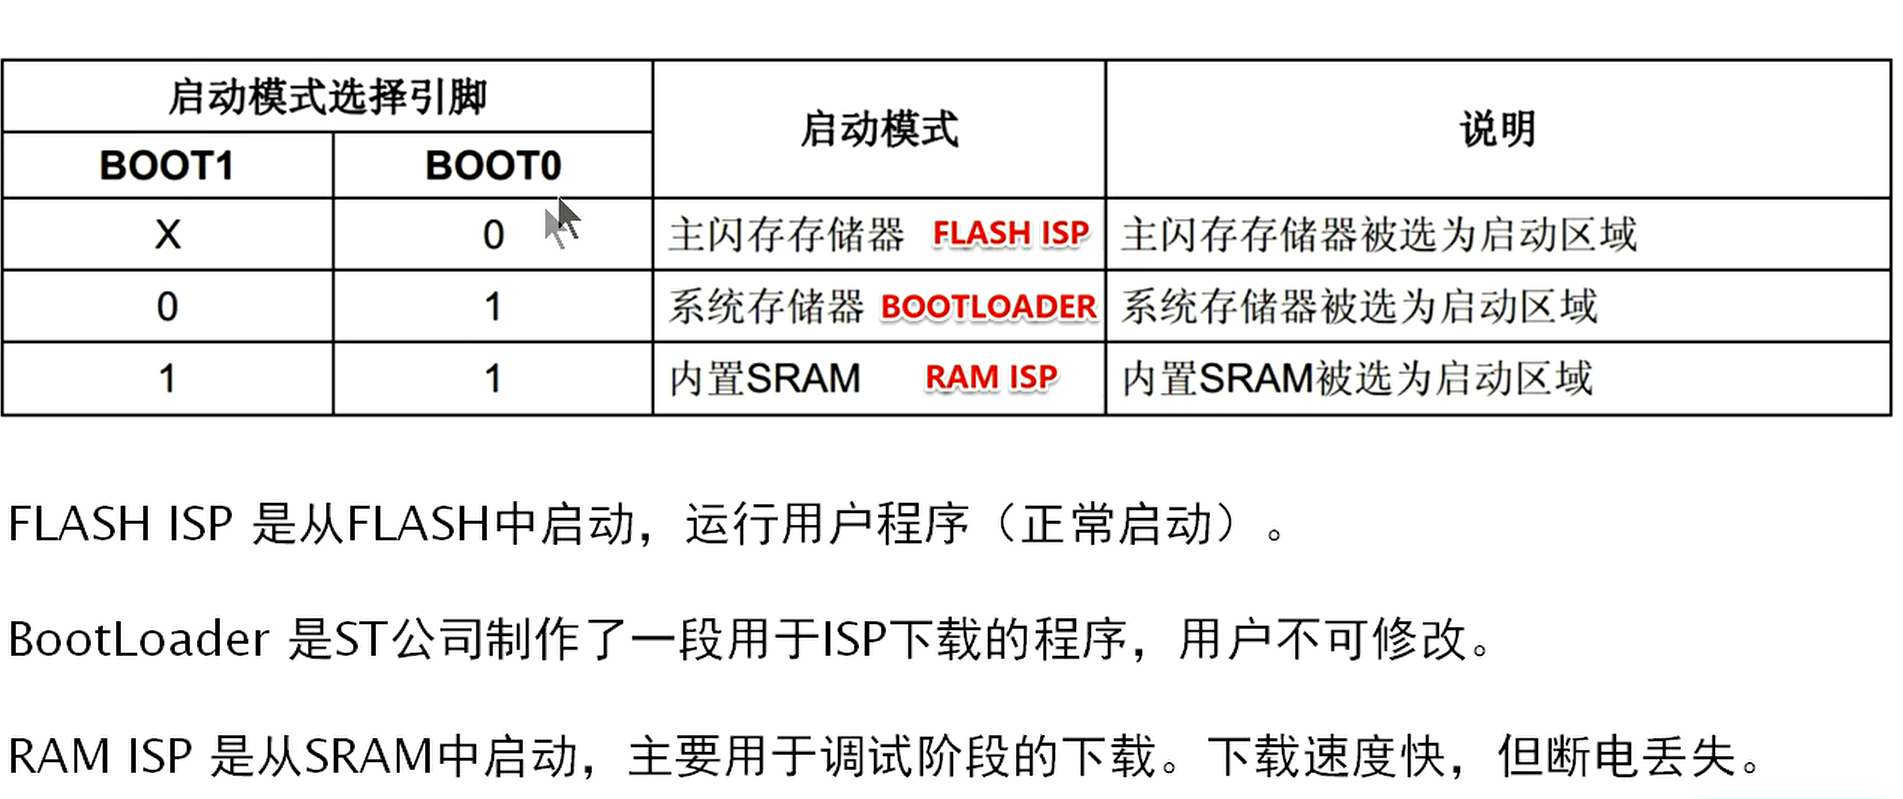 启动模式选择引脚 启动模式 说明
BOOT1 BOOT0
X 0 主闪存存储器 FLASH ISP 主闪存存储器被选为启动区域
0 1 系统存储器 BOOTLOADER 系统存储器被选为启动区域
1 1 内置SRAM RAM ISP 内置SRAM被选为启动区域
FLASH ISP 是从FLASH中启动，运行用户程序（正常启动）。
BootLoader 是ST公司制作了一段用于ISP下载的程序，用户不可修改。
RAM ISP 是从SRAM中启动，主要用于调试阶段的下载。下载速度快，但断电丢失。